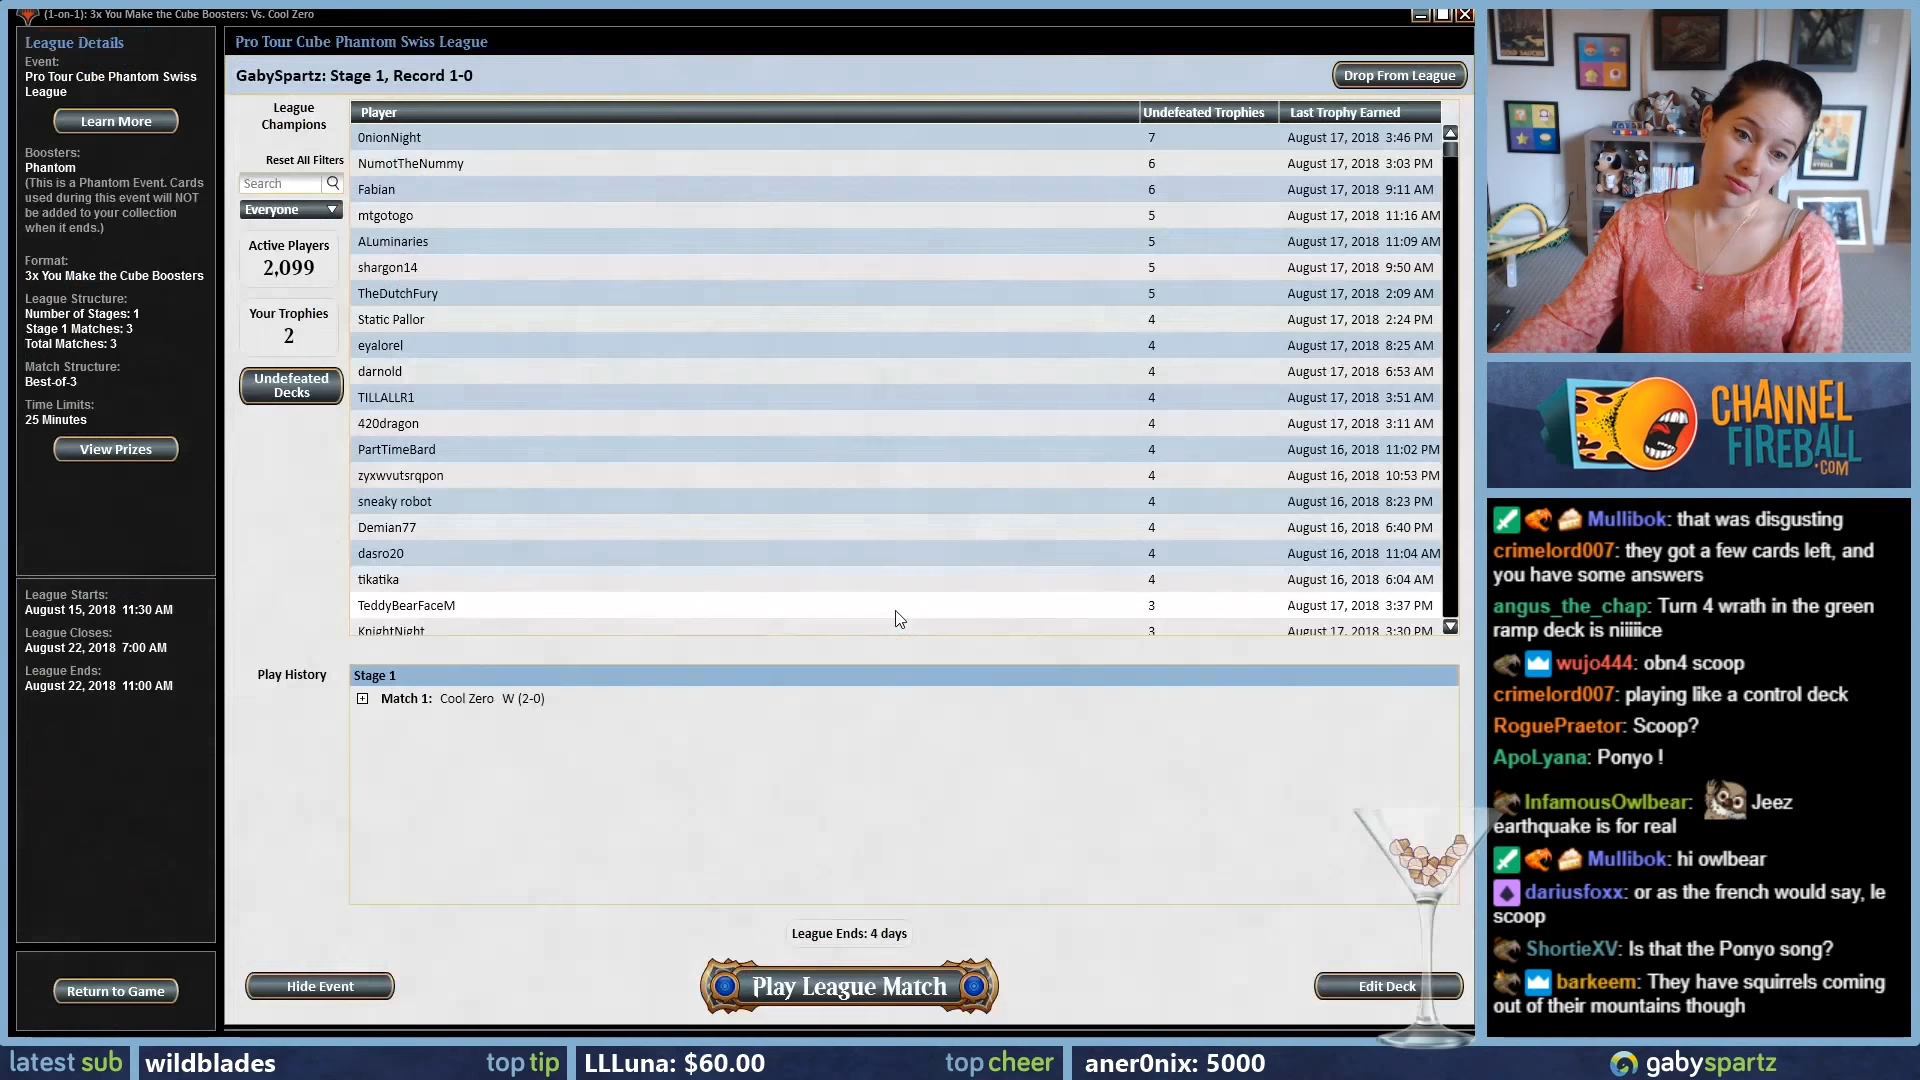 (1-on-1): 3x You Make the Cube Boosters: Vs. Cool Zero
League Details
Event:
Pro Tour Cube Phantom Swiss
League
Learn More
Boosters:
Phantom
(This is a Phantom Event. Cards
used during this event will NOT
be added to your collection
when it ends.)
Format:
3x You Make the Cube Boosters
League Structure:
Number of Stages: 1
Stage 1 Matches: 3
Total Matches: 3
Match Structure:
Best-of-3
Time Limits:
25 Minutes
View Prizes
League Starts:
August 15, 2018 11:30 AM
League Closes:
August 22, 2018 7:00 AM
League Ends:
August 22, 2018 11:00 AM
Return to Game
Pro Tour Cube Phantom Swiss League
GabySpartz: Stage 1, Record 1-0
Drop From League
League
Champions
Reset All Filters
Search
Everyone
Active Players
2,099
Your Trophies
2
Undefeated
Decks
Player Undefeated Trophies Last Trophy Earned
0nionNight 7 August 17, 2018 3:46 PM
NumotTheNummy 6 August 17, 2018 3:03 PM
Fabian 6 August 17, 2018 9:11 AM
mtgotogo 5 August 17, 2018 11:16 AM
ALuminaries 5 August 17, 2018 11:09 AM
shargon14 5 August 17, 2018 9:50 AM
TheDutchFury 5 August 17, 2018 2:09 AM
Static Pallor 4 August 17, 2018 2:24 PM
eyalorel 4 August 17, 2018 8:25 AM
darnold 4 August 17, 2018 6:53 AM
TILLALLR1 4 August 17, 2018 3:51 AM
420dragon 4 August 17, 2018 3:11 AM
PartTimeBard 4 August 16, 2018 11:02 PM
zyxwvutsrqpon 4 August 16, 2018 10:53 PM
sneaky robot 4 August 16, 2018 8:23 PM
Demian77 4 August 16, 2018 6:40 PM
dasro20 4 August 16, 2018 11:04 AM
tikatika 4 August 16, 2018 6:04 AM
TeddyBearFaceM 3 August 17, 2018 3:37 PM
KnightNight 3 August 17, 2018 3:30 PM
Play History
Stage 1
Match 1: Cool Zero W (2-0)
League Ends: 4 days
Hide Event
Play League Match
Edit Deck
CHANNEL
FIREBALL
.COM
Mullibok: that was disgusting
crimelord007: they got a few cards left, and
you have some answers
angus_the_chap: Turn 4 wrath in the green
ramp deck is niiiiice
wujo444: obn4 scoop
crimelord007: playing like a control deck
RoguePraetor: Scoop?
ApoLyana: Ponyo !
InfamousOwlbear: Jeez
earthquake is for real
Mullibok: hi owlbear
dariusfoxx: or as the french would say, le
scoop
ShortieXV: Is that the Ponyo song?
barkeem: They have squirrels coming
out of their mountains though
latest sub wildblades
top tip LLLuna: $60.00
top cheer aner0nix: 5000
gabyspartz